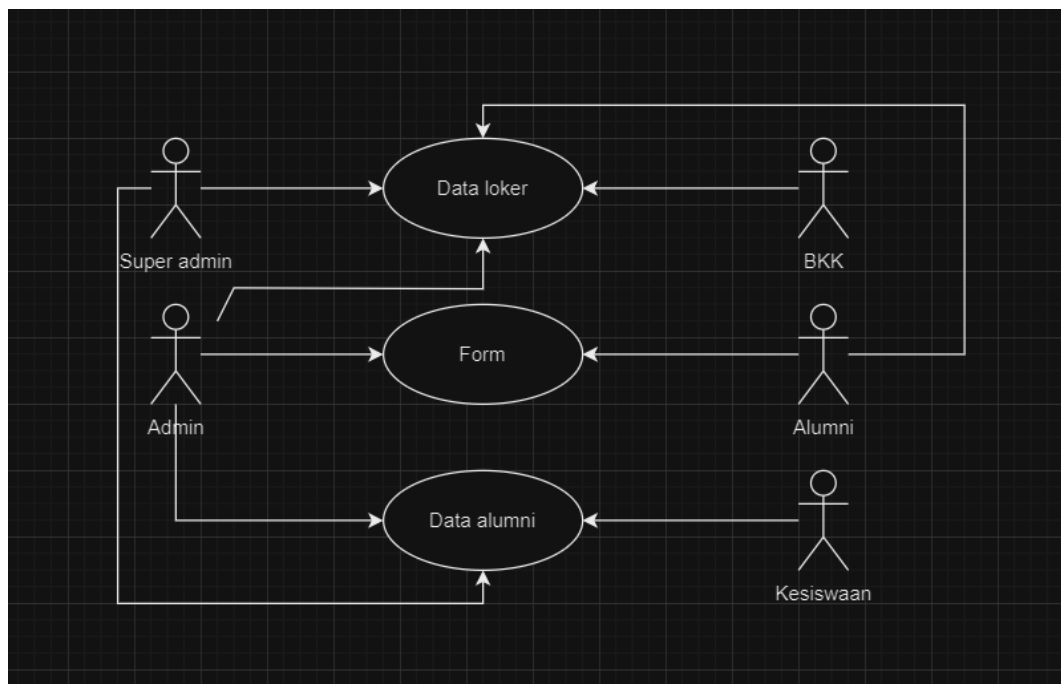 Data loker
Super admin
BKK
Form
Admin
Alumni
Data alumni
Kesiswaan